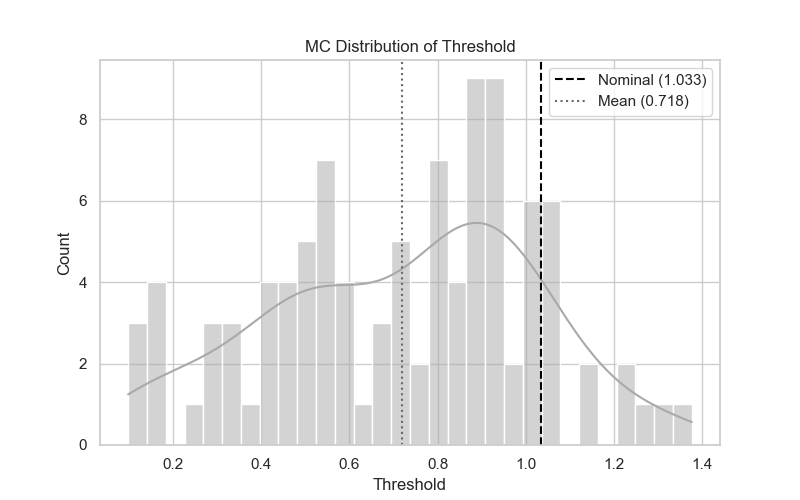 MC Distribution of Threshold
Nominal (1.033)
Mean (0.718)
Count
8
6
4
2
0
0.2 0.4 0.6 0.8 1.0 1.2 1.4
Threshold